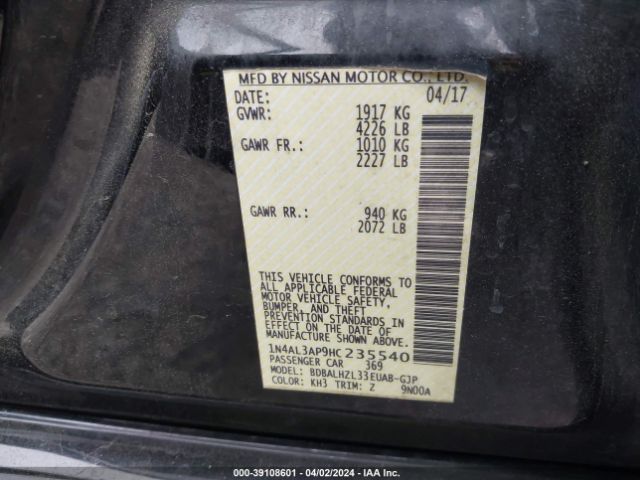 MFD BY NISSAN MOTOR CO., LTD.
DATE: 04/17
GVWR: 1917 KG
4226 LB
GAWR FR.: 1010 KG
2227 LB
GAWR RR.: 940 KG
2072 LB
THIS VEHICLE CONFORMS TO
ALL APPLICABLE FEDERAL
MOTOR VEHICLE SAFETY,
BUMPER, AND THEFT
PREVENTION STANDARDS IN
EFFECT ON THE DATE OF
MANUFACTURE SHOWN ABOVE.
1N4AL3AP9HC235540
PASSENGER CAR 369
MODEL: BDBALHZL33EUAB-GJP
COLOR: KH3 TRIM: Z 9N00A
000-39108601 / 04/02/2024 / IAA Inc.